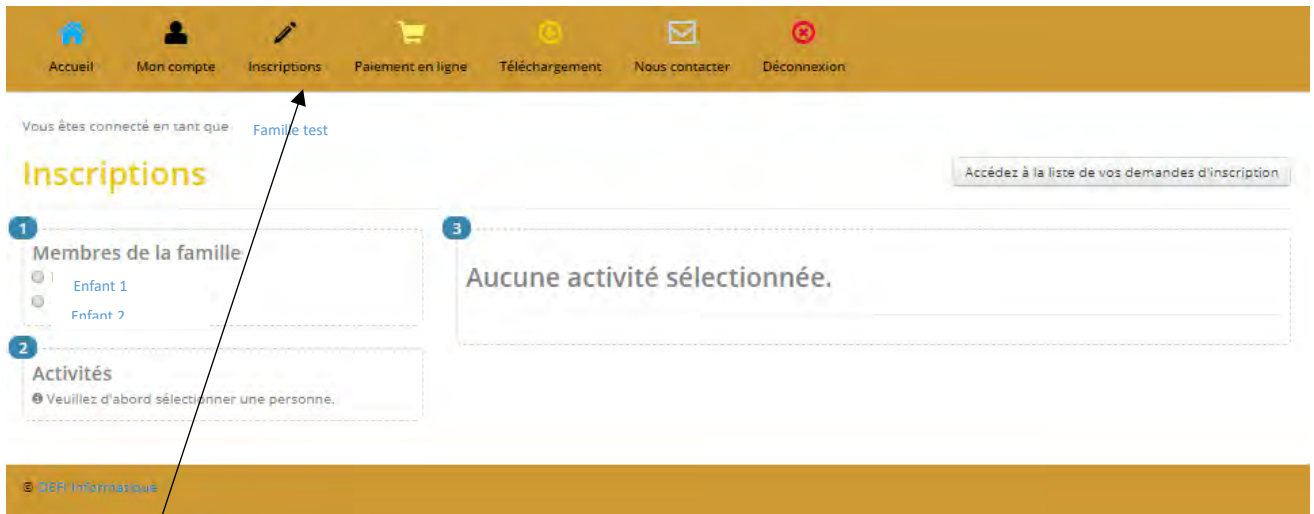 Accueil Mon compte Inscriptions Paiement en ligne Téléchargement Nous contacter Déconnexion
Vous êtes connecté en tant que Famille test
Inscriptions
Accédez à la liste de vos demandes d'inscription
1
Membres de la famille
Enfant 1
Enfant 2
2
Activités
Veuillez d'abord sélectionner une personne.
3
Aucune activité sélectionnée.
© DEFI Informatique